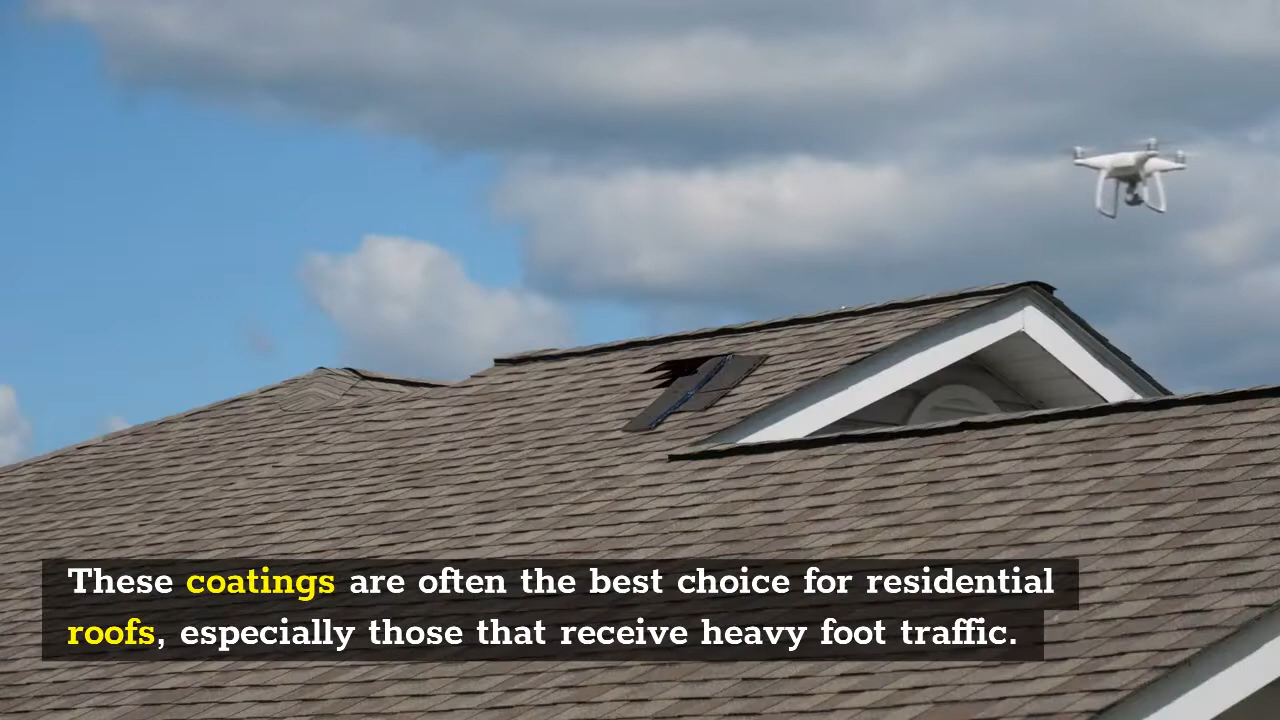 These coatings are often the best choice for residential
roofs, especially those that receive heavy foot traffic.